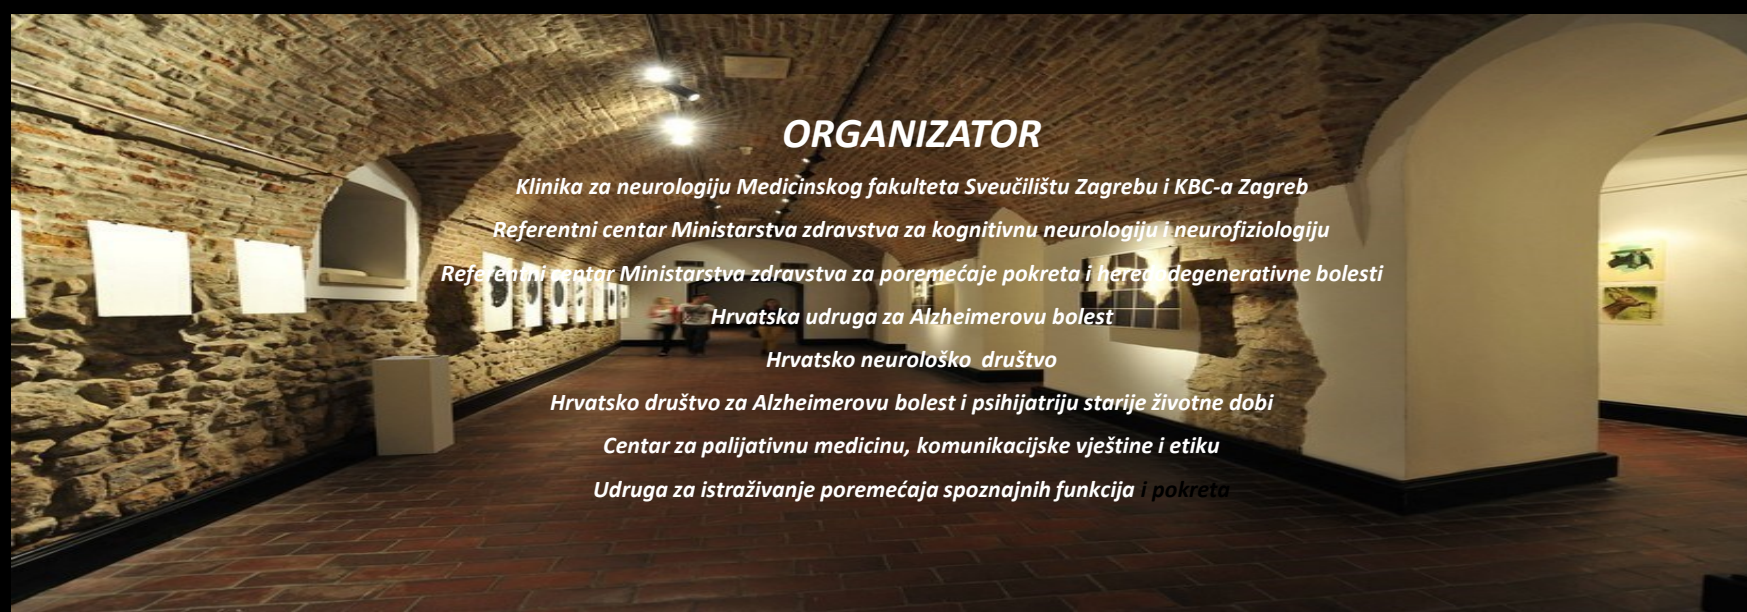 ORGANIZATOR
Klinika za neurologiju Medicinskog fakulteta Sveučilištu Zagrebu i KBC-a Zagreb
Referentni centar Ministarstva zdravstva za kognitivnu neurologiju i neurofiziologiju
Referentni centar Ministarstva zdravstva za poremećaje pokreta i heredodegenerativne bolesti
Hrvatska udruga za Alzheimerovu bolest
Hrvatsko neurološko društvo
Hrvatsko društvo za Alzheimerovu bolest i psihijatriju starije životne dobi
Centar za palijativnu medicinu, komunikacijske vještine i etiku
Udruga za istraživanje poremećaja spoznajnih funkcija i pokreta